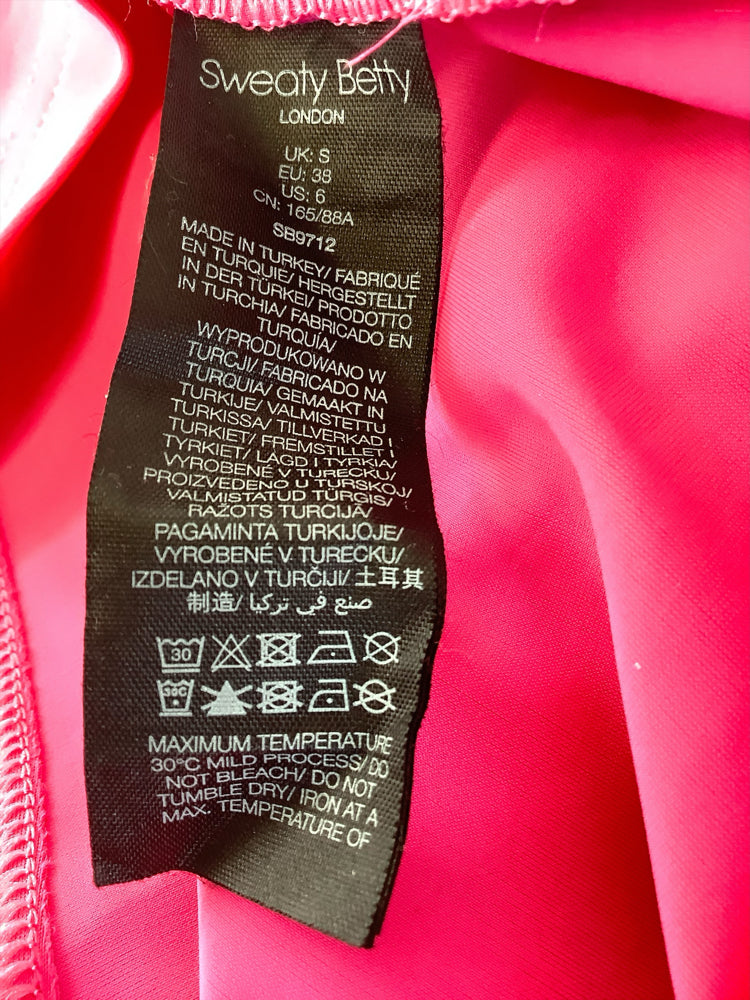 Sweaty Betty
LONDON
UK: S
EU: 38
US: 6
CN: 165/88A
SB9712
MADE IN TURKEY/ FABRIQUÉ
EN TURQUIE/ HERGESTELLT
IN DER TÜRKEI/ PRODOTTO
IN TURCHIA/ FABRICADO EN
TURQUÍA/
WYPRODUKOWANO W
TURCJI/ FABRICADO NA
TURQUIA/ GEMAAKT IN
TURKIJE/ VALMISTETTU
TURKISSA/ TILLVERKAD I
TURKIET/ FREMSTILLET I
TYRKIET/ LAGD I TYRKIA/
VYROBENÉ V TURECKU/
PROIZVEDENO U TURSKOJ/
VALMISTATUD TÜRGIS/
RAŽOTS TURCIJĀ/
PAGAMINTA TURKIJOJE/
VYROBENÉ V TURECKU/
IZDELANO V TURČIJI/ 土耳其
制造/ صنع في تركيا
30
30C
MAXIMUM TEMPERATURE
30°C MILD PROCESS/ DO
NOT BLEACH/ DO NOT
TUMBLE DRY/ IRON AT A
MAX. TEMPERATURE OF